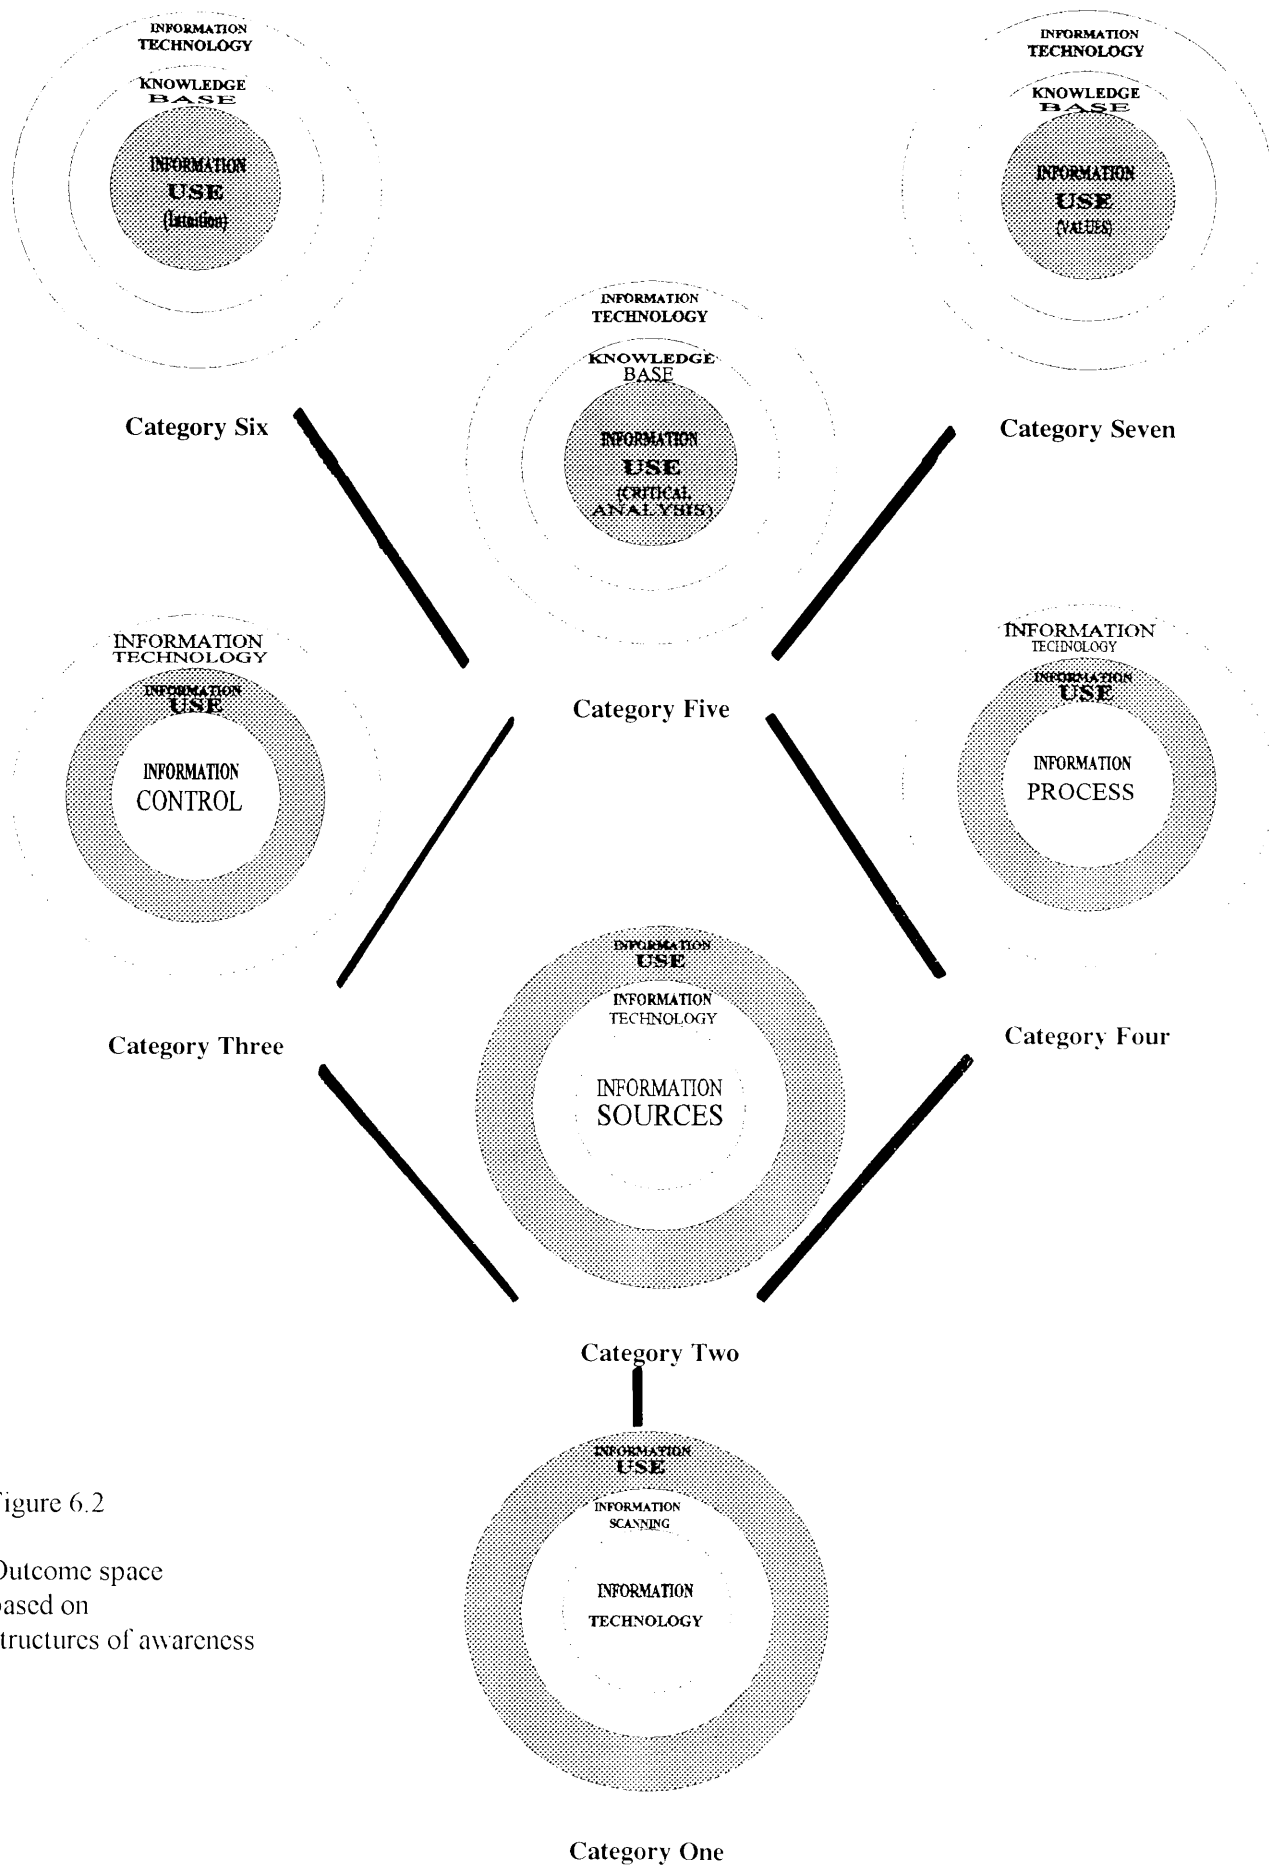 INFORMATION
TECHNOLOGY
KNOWLEDGE
BASE
INFORMATION
USE
(Intuition)
Category Six
INFORMATION
TECHNOLOGY
KNOWLEDGE
BASE
INFORMATION
USE
(VALUES)
Category Seven
INFORMATION
TECHNOLOGY
KNOWLEDGE
BASE
INFORMATION
USE
(CRITICAL
ANALYSIS)
Category Five
INFORMATION
TECHNOLOGY
INFORMATION
USE
INFORMATION
CONTROL
Category Three
INFORMATION
TECHNOLOGY
INFORMATION
USE
INFORMATION
PROCESS
Category Four
INFORMATION
USE
INFORMATION
TECHNOLOGY
INFORMATION
SOURCES
Category Two
INFORMATION
USE
INFORMATION
SCANNING
INFORMATION
TECHNOLOGY
Category One
igure 6.2
Outcome space
based on
tructures of awareness